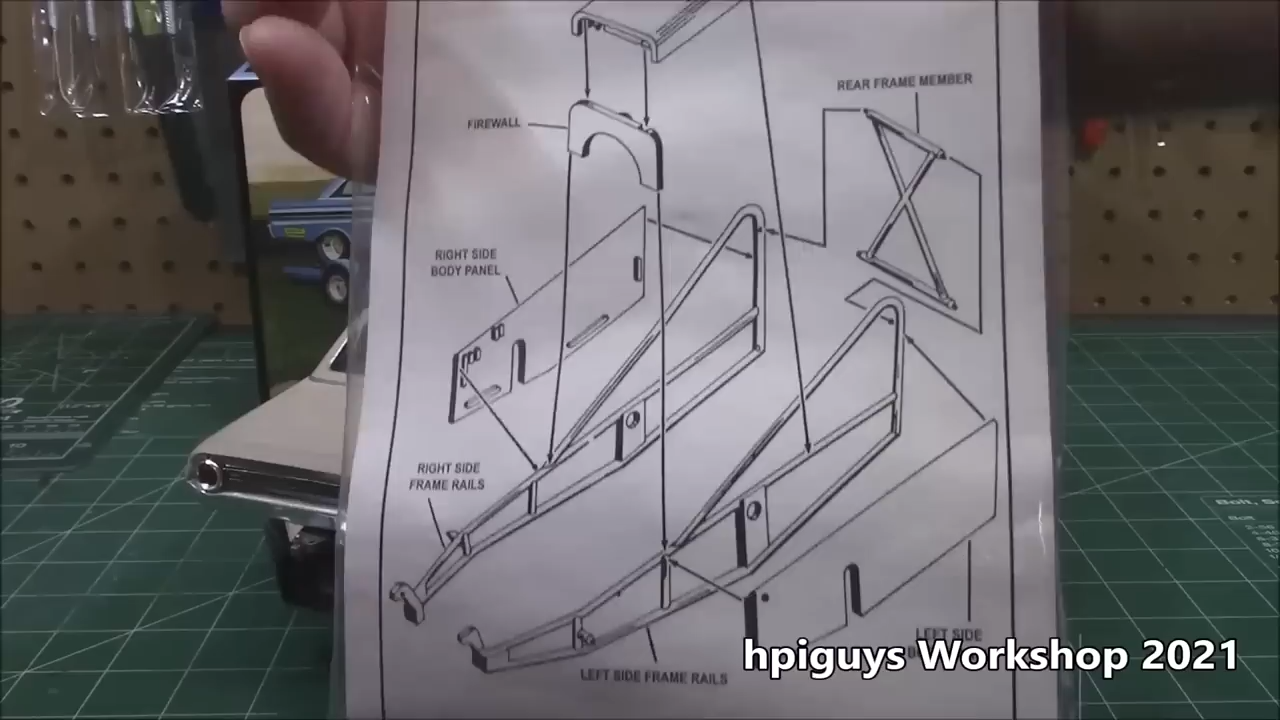 REAR FRAME MEMBER
FIREWALL
RIGHT SIDE
BODY PANEL
RIGHT SIDE
FRAME RAILS
LEFT SIDE
LEFT SIDE FRAME RAILS
hpiguys Workshop 2021